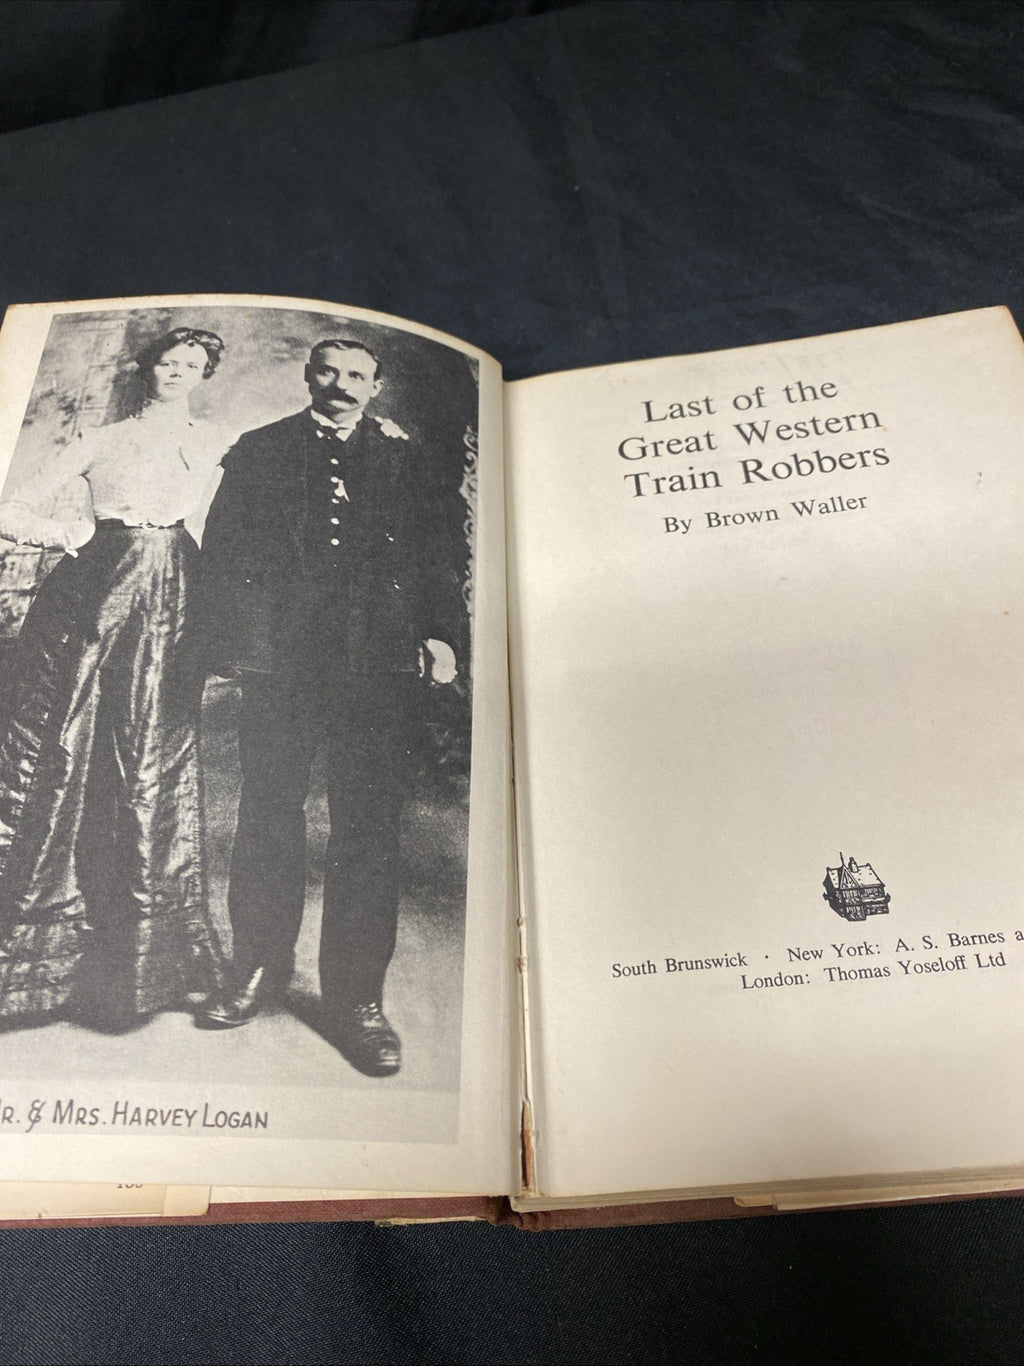 R. & MRS. HARVEY LOGAN
Last of the
Great Western
Train Robbers
By Brown Waller
South Brunswick · New York: A. S. Barnes a
London: Thomas Yoseloff Ltd